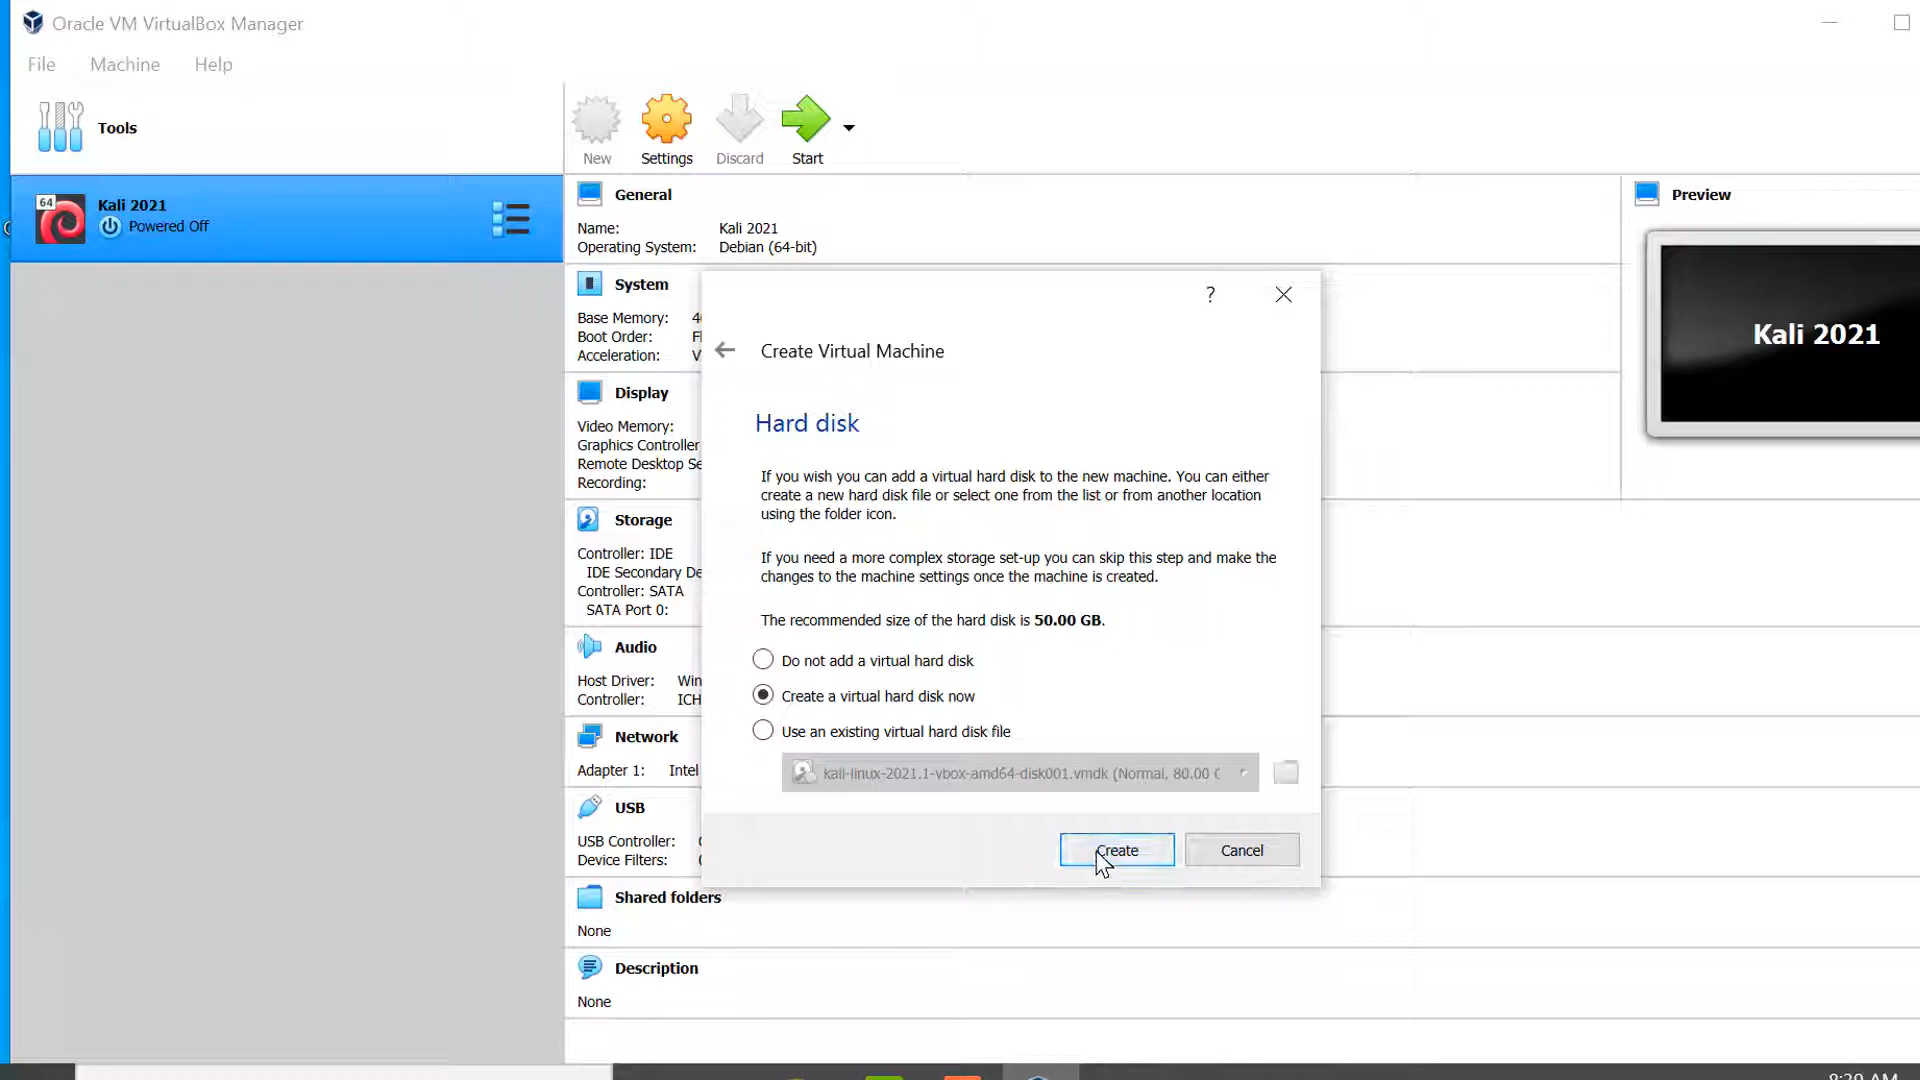 Oracle VM VirtualBox Manager
File Machine Help
Tools
New Settings Discard Start
64
Kali 2021
Powered Off
General
Name: Kali 2021
Operating System: Debian (64-bit)
Preview
Kali 2021
System
Base Memory:
Boot Order:
Acceleration:
Display
Video Memory:
Graphics Controller
Remote Desktop Se
Recording:
Storage
Controller: IDE
IDE Secondary De
Controller: SATA
SATA Port 0:
Audio
Host Driver: Win
Controller: ICH
Network
Adapter 1: Intel
USB
USB Controller:
Device Filters:
Shared folders
None
Description
None
?
Create Virtual Machine
Hard disk
If you wish you can add a virtual hard disk to the new machine. You can either
create a new hard disk file or select one from the list or from another location
using the folder icon.
If you need a more complex storage set-up you can skip this step and make the
changes to the machine settings once the machine is created.
The recommended size of the hard disk is 50.00 GB.
Do not add a virtual hard disk
Create a virtual hard disk now
Use an existing virtual hard disk file
kali-linux-2021.1-vbox-amd64-disk001.vmdk (Normal, 80.00 G
Create Cancel